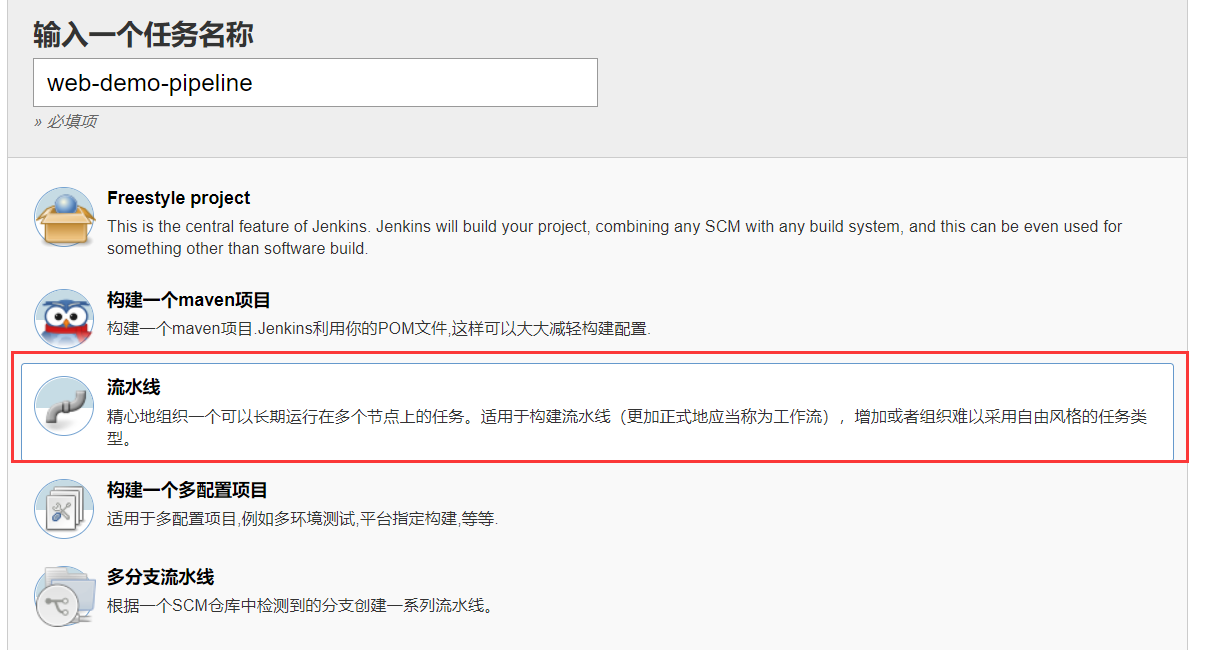 输入一个任务名称
web-demo-pipeline
» 必填项
Freestyle project
This is the central feature of Jenkins. Jenkins will build your project, combining any SCM with any build system, and this can be even used for
something other than software build.
构建一个maven项目
构建一个maven项目.Jenkins利用你的POM文件,这样可以大大减轻构建配置.
流水线
精心地组织一个可以长期运行在多个节点上的任务。适用于构建流水线（更加正式地应当称为工作流），增加或者组织难以采用自由风格的任务类
型。
构建一个多配置项目
适用于多配置项目,例如多环境测试,平台指定构建,等等.
多分支流水线
根据一个SCM仓库中检测到的分支创建一系列流水线。